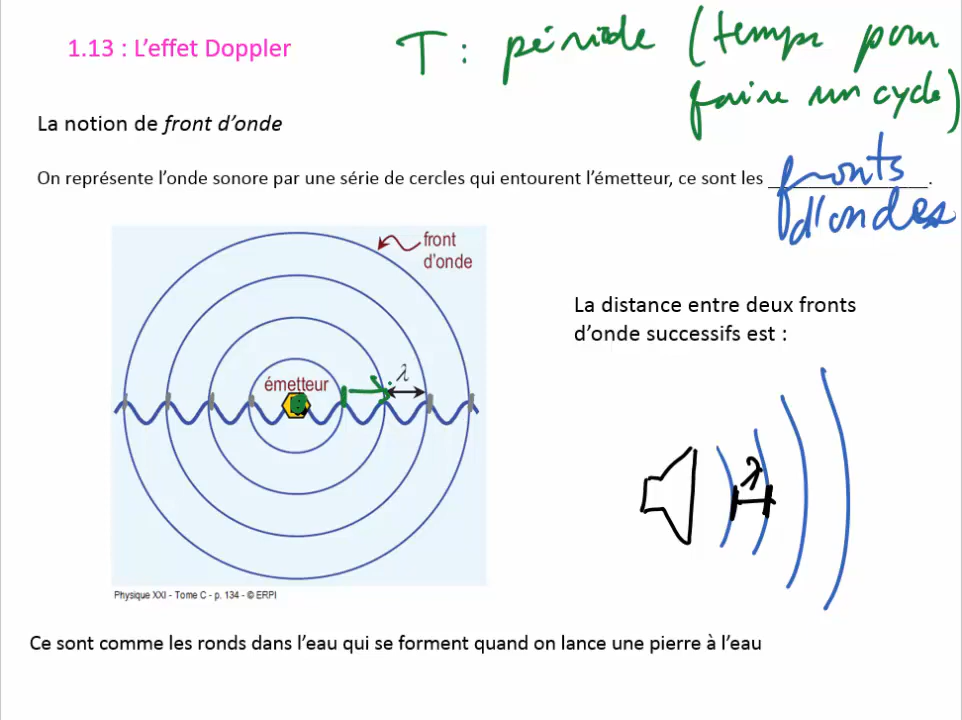 1.13 : L'effet Doppler
T : période (temps pour
faire un cycle)
La notion de front d'onde
On représente l'onde sonore par une série de cercles qui entourent l'émetteur, ce sont les fronts
d'ondes
.
front
d'onde
émetteur
λ
La distance entre deux fronts
d'onde successifs est :
λ
Physique XXI - Tome C - p. 134 - © ERPI
Ce sont comme les ronds dans l'eau qui se forment quand on lance une pierre à l'eau